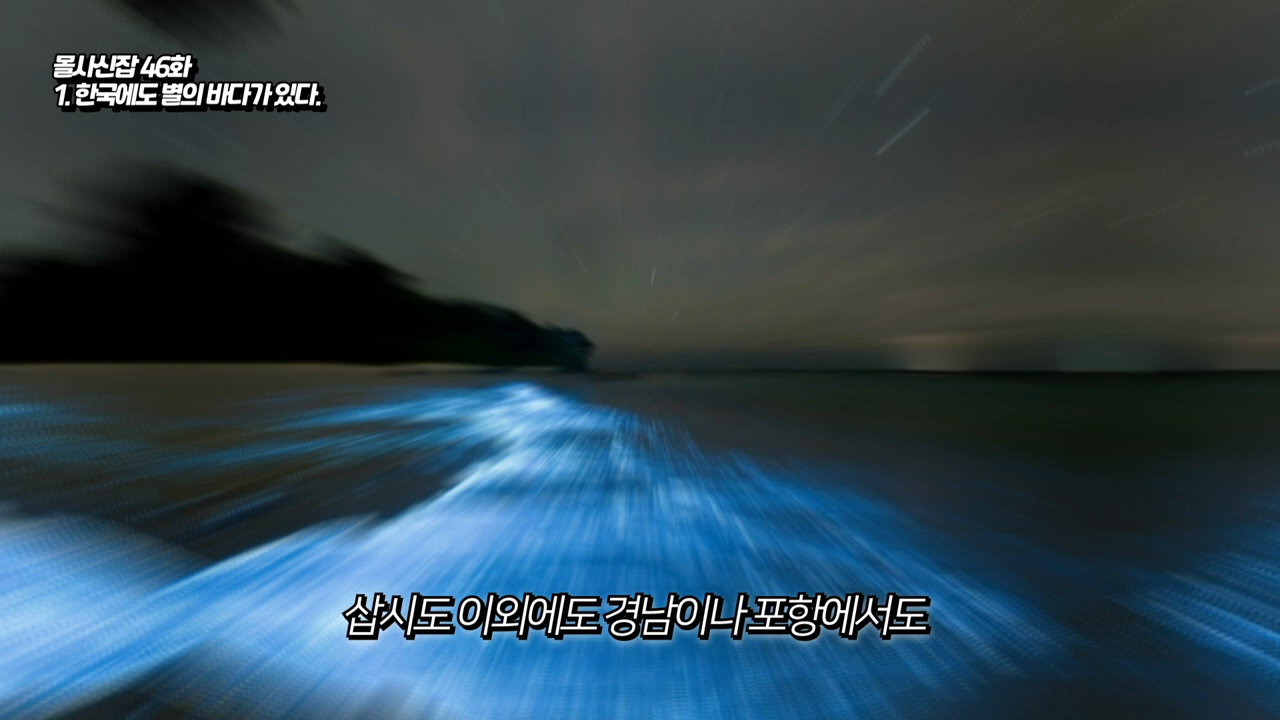 몰사신잡 46화
1. 한국에도 별의 바다가 있다.
삽시도 이외에도 경남이나 포항에서도